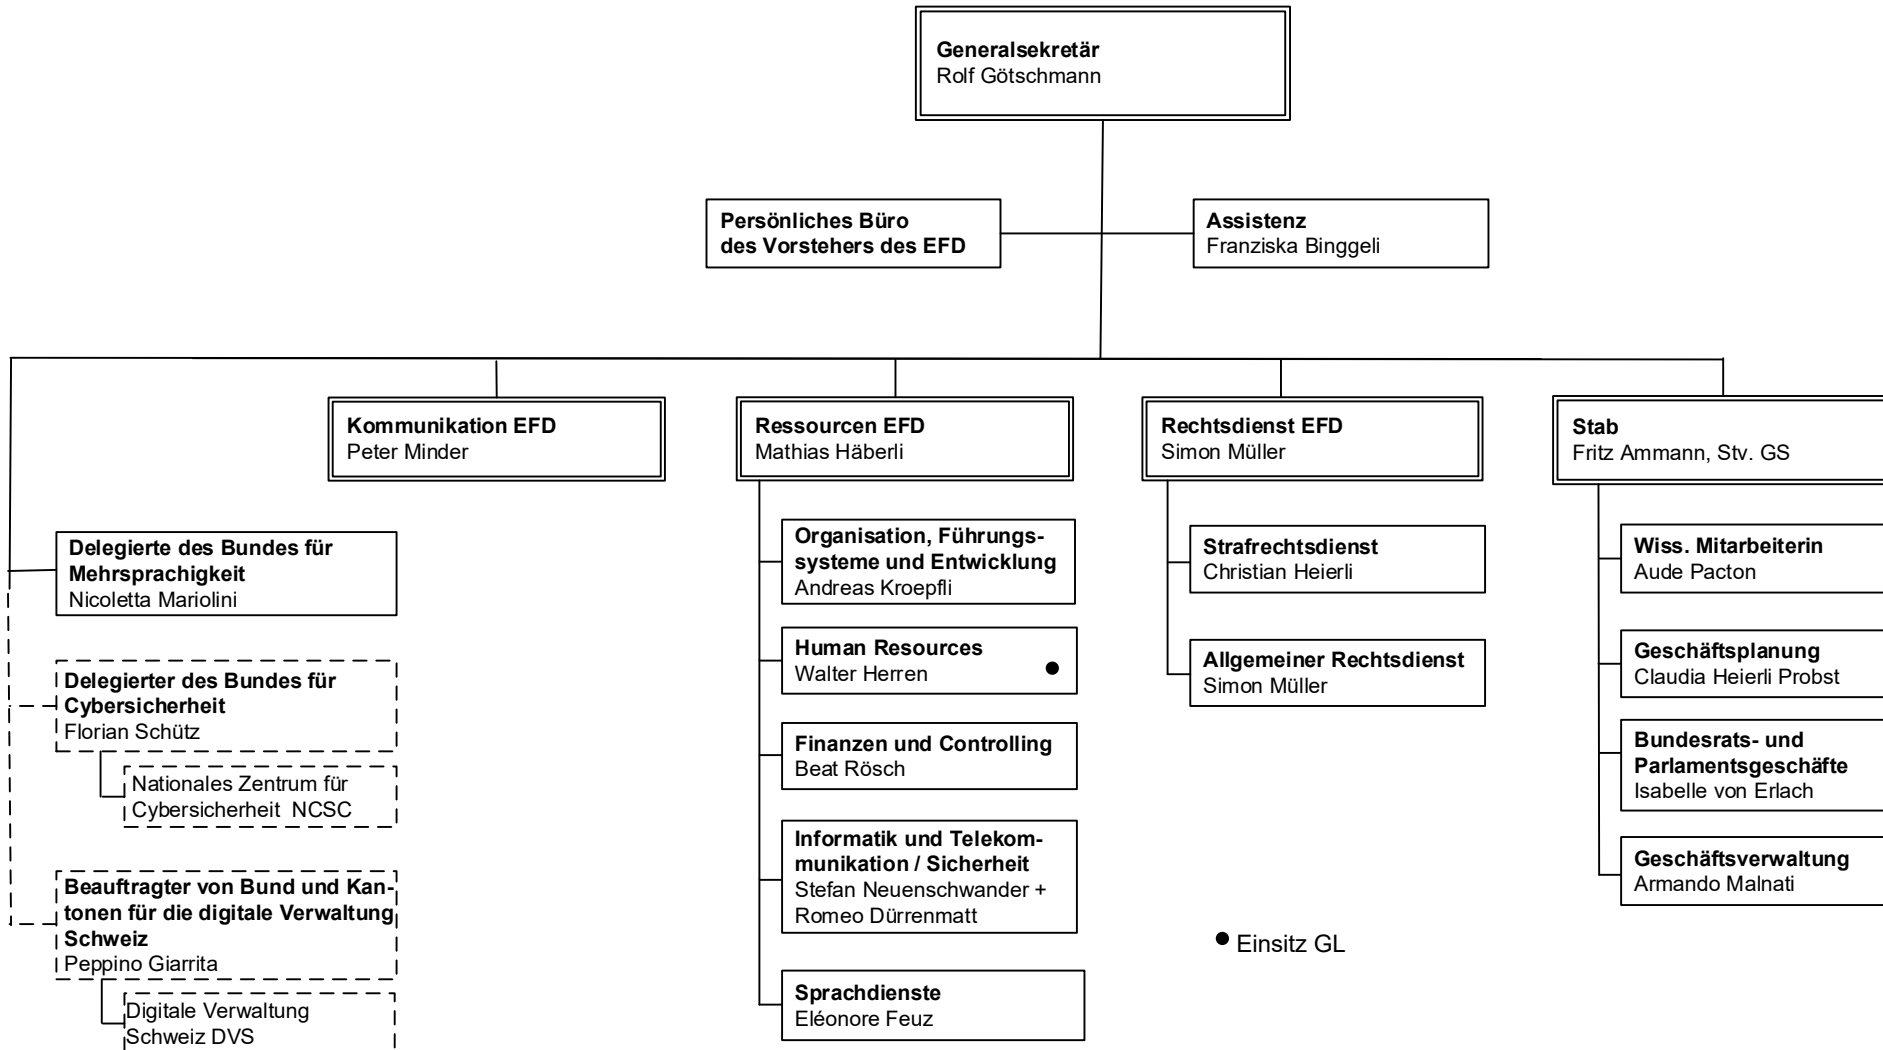 Generalsekretär
Rolf Götschmann
Persönliches Büro
des Vorstehers des EFD
Assistenz
Franziska Binggeli
Kommunikation EFD
Peter Minder
Ressourcen EFD
Mathias Häberli
Rechtsdienst EFD
Simon Müller
Stab
Fritz Ammann, Stv. GS
Delegierte des Bundes für
Mehrsprachigkeit
Nicoletta Mariolini
Delegierter des Bundes für
Cybersicherheit
Florian Schütz
Nationales Zentrum für
Cybersicherheit NCSC
Beauftragter von Bund und Kan-
tonen für die digitale Verwaltung
Schweiz
Peppino Giarrita
Digitale Verwaltung
Schweiz DVS
Organisation, Führungs-
systeme und Entwicklung
Andreas Kroepfli
Human Resources
Walter Herren
Finanzen und Controlling
Beat Rösch
Informatik und Telekom-
munikation / Sicherheit
Stefan Neuenschwander +
Romeo Dürrenmatt
Sprachdienste
Eléonore Feuz
Strafrechtsdienst
Christian Heierli
Allgemeiner Rechtsdienst
Simon Müller
Wiss. Mitarbeiterin
Aude Pacton
Geschäftsplanung
Claudia Heierli Probst
Bundesrats- und
Parlamentsgeschäfte
Isabelle von Erlach
Geschäftsverwaltung
Armando Malnati
● Einsitz GL